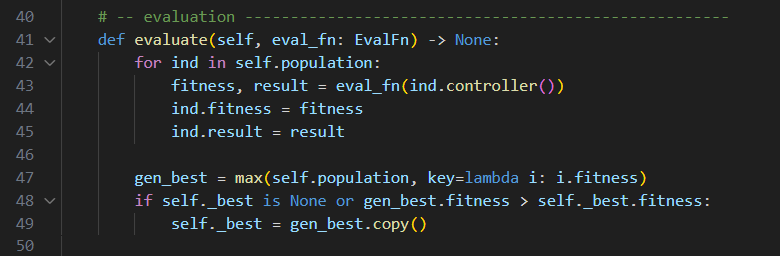 40    # -- evaluation -----------------------------------------------------
41    def evaluate(self, eval_fn: EvalFn) -> None:
42        for ind in self.population:
43            fitness, result = eval_fn(ind.controller())
44            ind.fitness = fitness
45            ind.result = result
46
47        gen_best = max(self.population, key=lambda i: i.fitness)
48        if self._best is None or gen_best.fitness > self._best.fitness:
49            self._best = gen_best.copy()
50